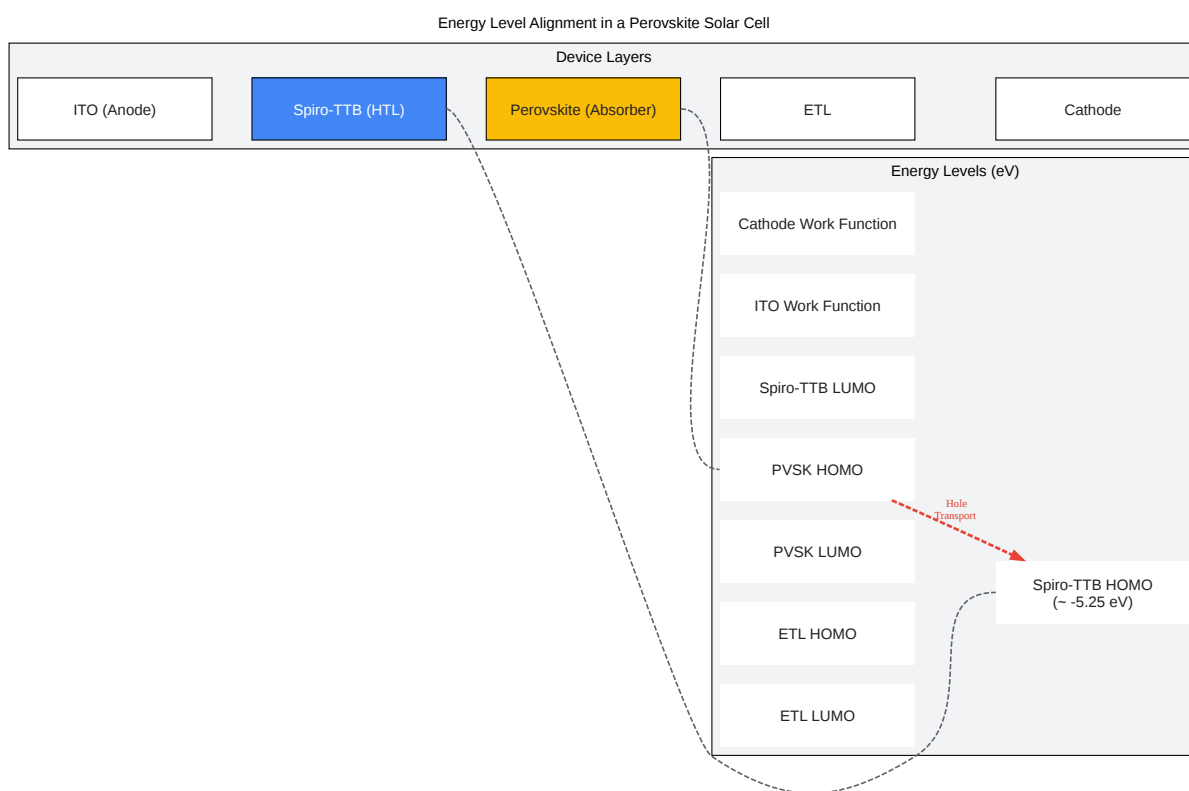 Energy Level Alignment in a Perovskite Solar Cell
Device Layers
ITO (Anode)
Spiro-TTB (HTL)
Perovskite (Absorber)
ETL
Cathode
Energy Levels (eV)
Cathode Work Function
ITO Work Function
Spiro-TTB LUMO
PVSK HOMO
Hole
Transport
PVSK LUMO
Spiro-TTB HOMO
(~ -5.25 eV)
ETL HOMO
ETL LUMO